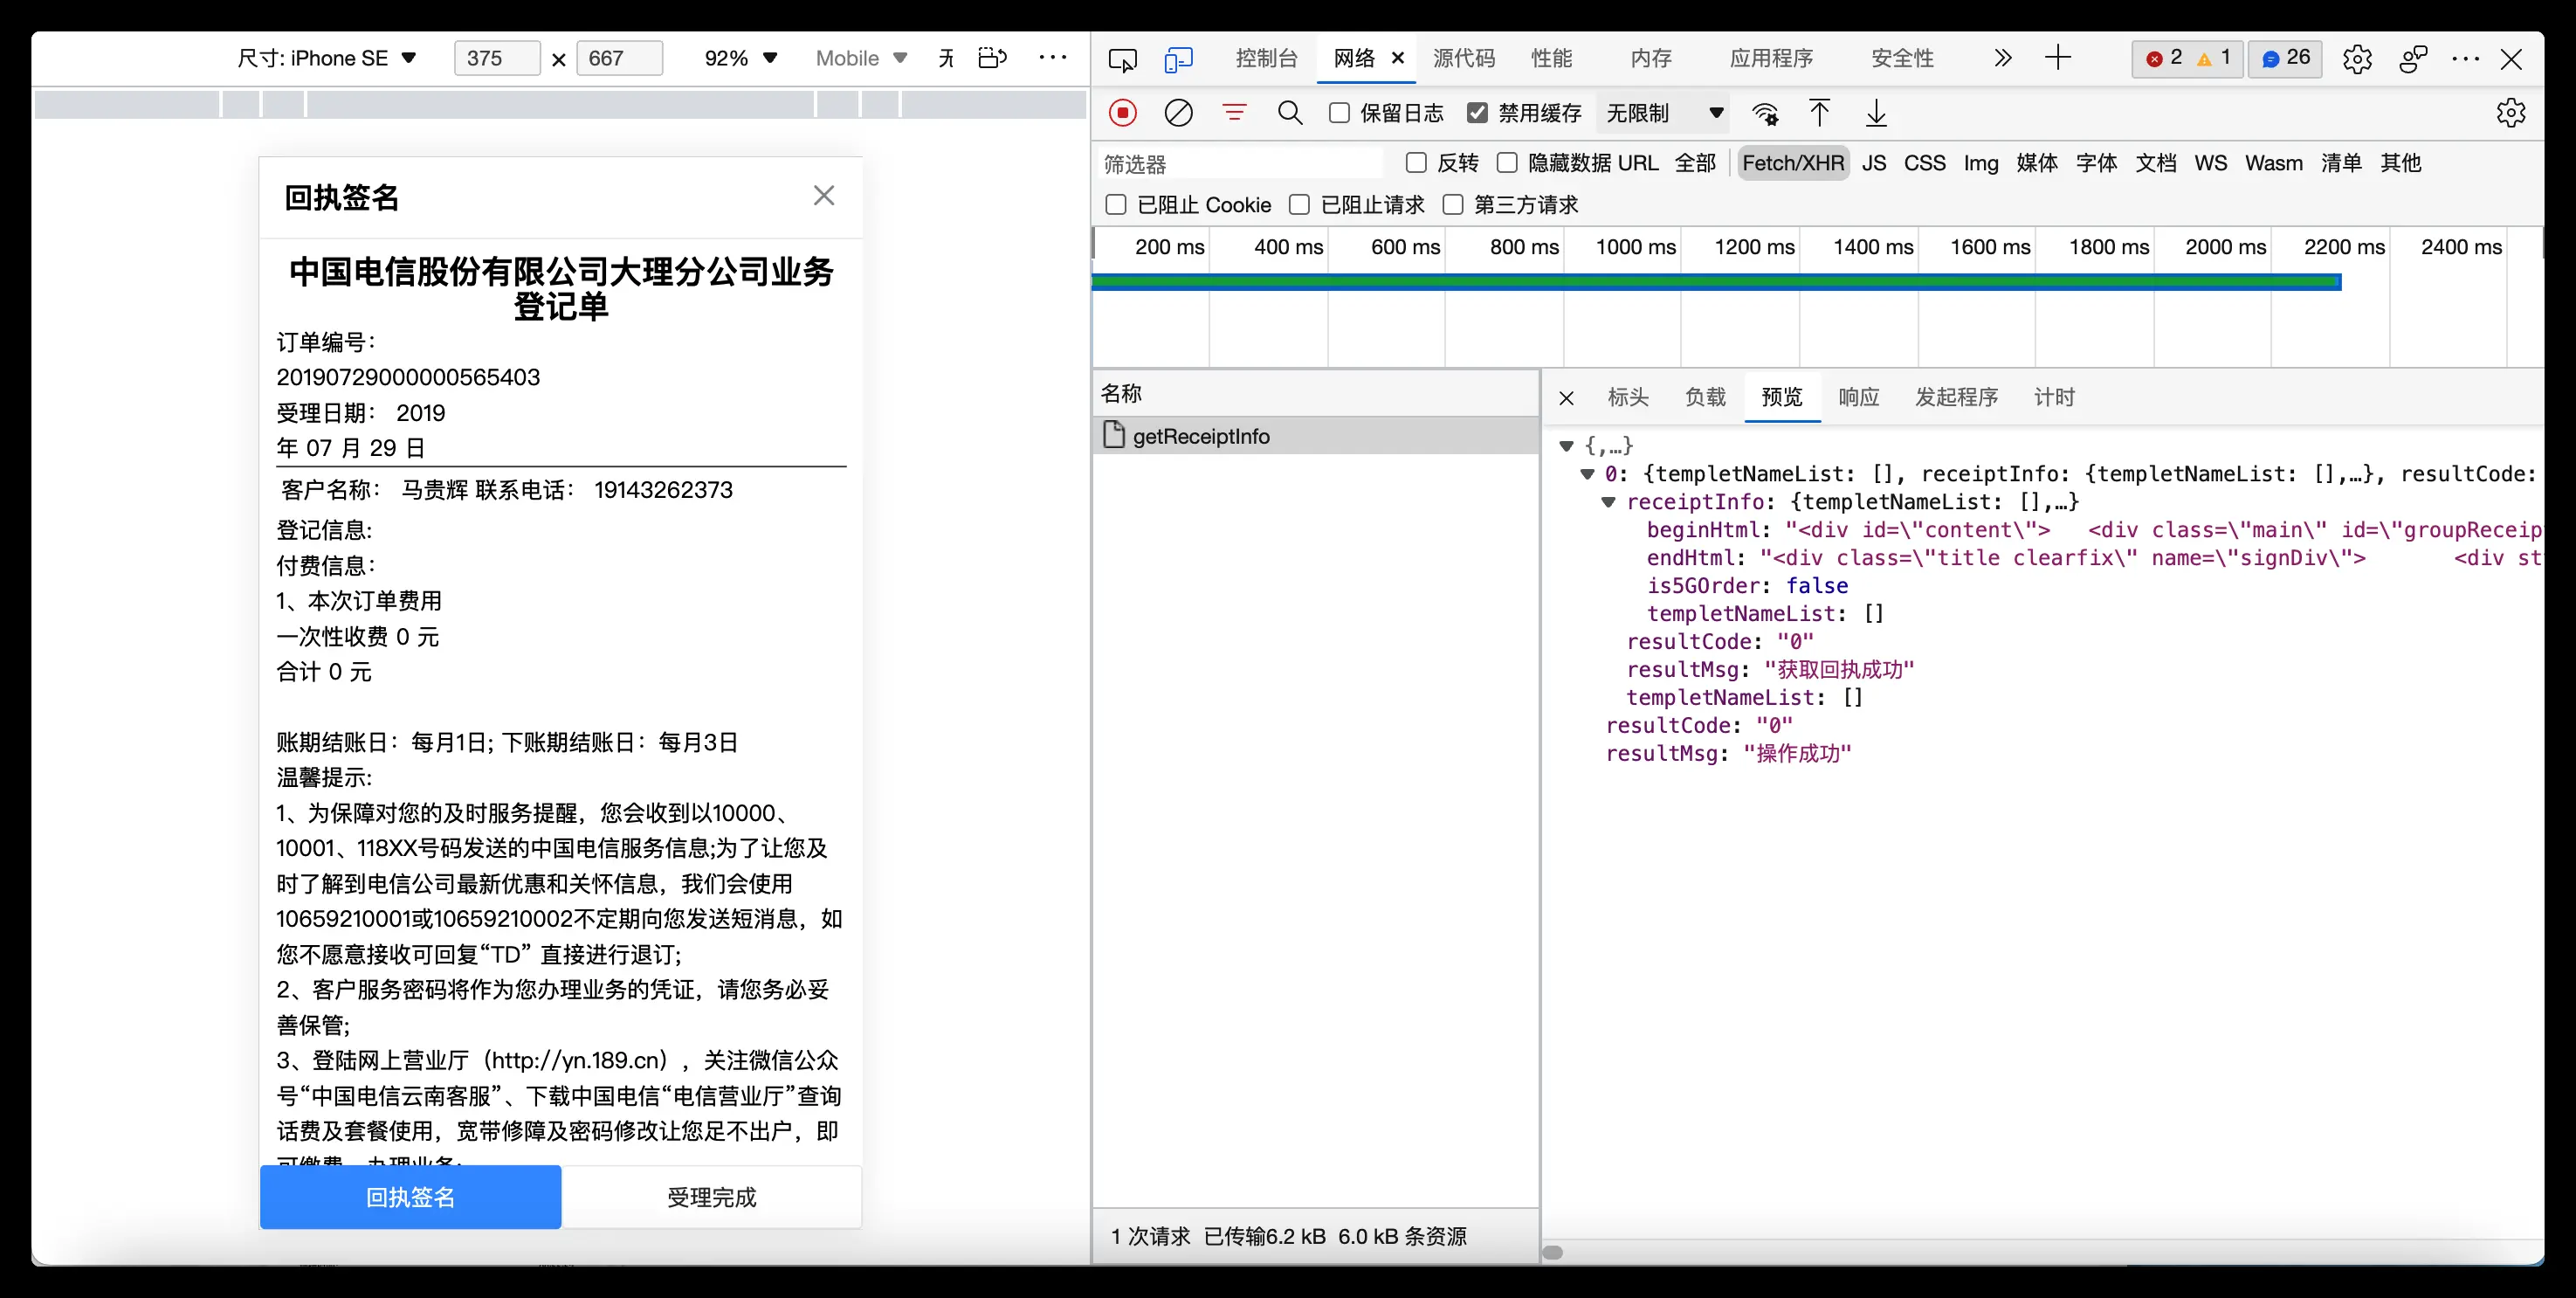 尺寸: iPhone SE ▼ 375 × 667 92% ▼ Mobile ▼ 无
回执签名
中国电信股份有限公司大理分公司业务
登记单
订单编号：
20190729000000565403
受理日期： 2019
年 07 月 29 日
客户名称： 马贵辉 联系电话： 19143262373
登记信息:
付费信息：
1、本次订单费用
一次性收费 0 元
合计 0 元
账期结账日：每月1日; 下账期结账日：每月3日
温馨提示:
1、为保障对您的及时服务提醒，您会收到以10000、
10001、118XX号码发送的中国电信服务信息;为了让您及
时了解到电信公司最新优惠和关怀信息，我们会使用
10659210001或10659210002不定期向您发送短消息，如
您不愿意接收可回复“TD” 直接进行退订;
2、客户服务密码将作为您办理业务的凭证，请您务必妥
善保管;
3、登陆网上营业厅（http://yn.189.cn），关注微信公众
号“中国电信云南客服”、下载中国电信“电信营业厅”查询
话费及套餐使用，宽带修障及密码修改让您足不出户，即
可缴费、办理业务;
回执签名 受理完成
控制台 网络 源代码 性能 内存 应用程序 安全性 2 1 26
保留日志 禁用缓存 无限制
筛选器 反转 隐藏数据 URL 全部 Fetch/XHR JS CSS Img 媒体 字体 文档 WS Wasm 清单 其他
已阻止 Cookie 已阻止请求 第三方请求
200 ms 400 ms 600 ms 800 ms 1000 ms 1200 ms 1400 ms 1600 ms 1800 ms 2000 ms 2200 ms 2400 ms
名称
getReceiptInfo
1 次请求 已传输6.2 kB 6.0 kB 条资源
标头 负载 预览 响应 发起程序 计时
{,…}
0: {templetNameList: [], receiptInfo: {templetNameList: [],…}, resultCode:
receiptInfo: {templetNameList: [],…}
beginHtml: "<div id=\"content\"> <div class=\"main\" id=\"groupReceip
endHtml: "<div class=\"title clearfix\" name=\"signDiv\"> <div st
is5GOrder: false
templetNameList: []
resultCode: "0"
resultMsg: "获取回执成功"
templetNameList: []
resultCode: "0"
resultMsg: "操作成功"